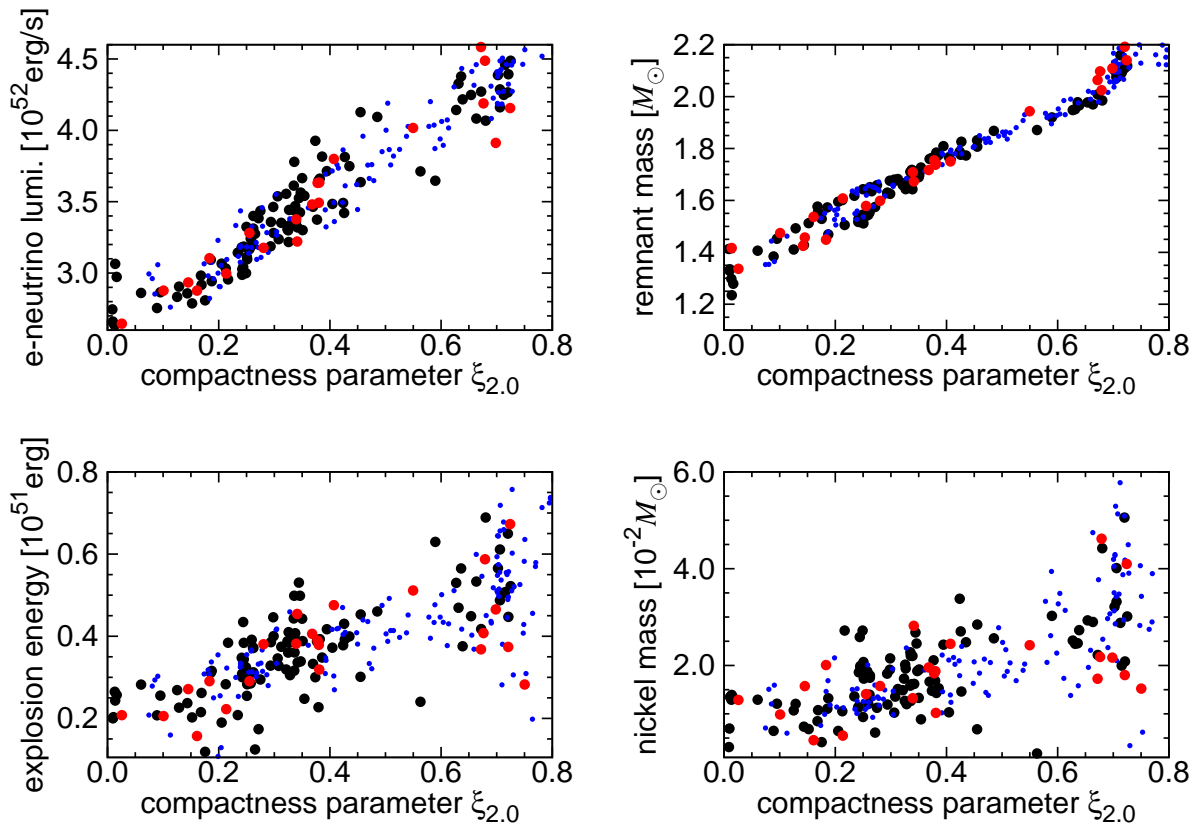 e-neutrino lumi. [10^52 erg/s]
4.5
4.0
3.5
3.0
0.0 0.2 0.4 0.6 0.8
compactness parameter ξ2.0
remnant mass [M⊙]
2.2
2.0
1.8
1.6
1.4
1.2
0.0 0.2 0.4 0.6 0.8
compactness parameter ξ2.0
explosion energy [10^51 erg]
0.8
0.6
0.4
0.2
0.0 0.2 0.4 0.6 0.8
compactness parameter ξ2.0
nickel mass [10^-2 M⊙]
6.0
4.0
2.0
0.0 0.2 0.4 0.6 0.8
compactness parameter ξ2.0